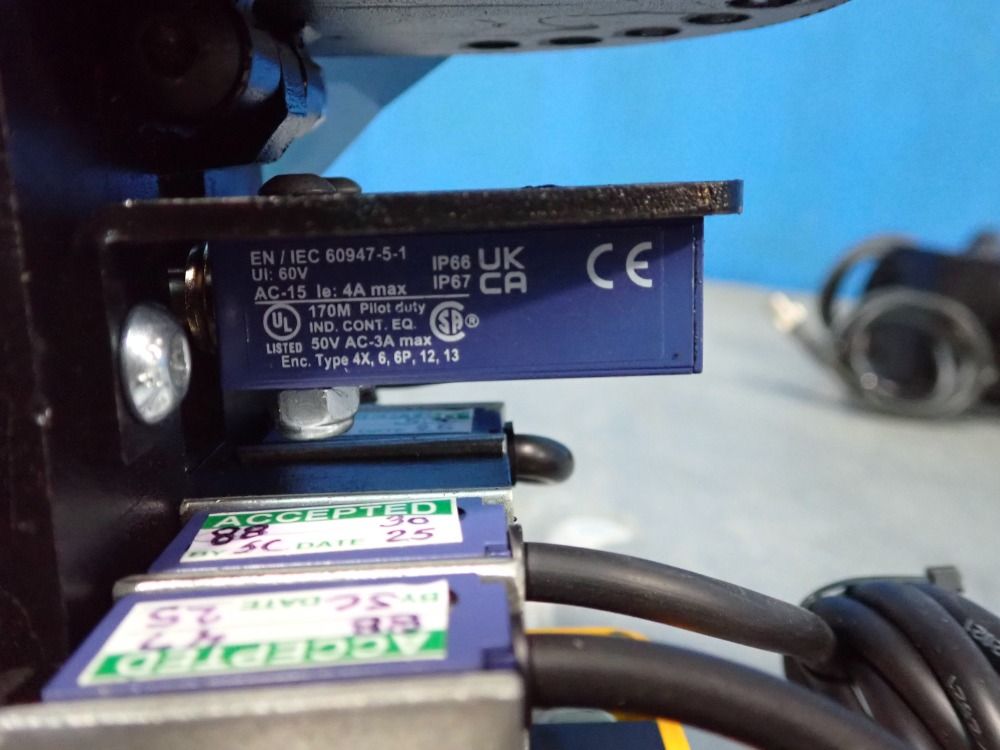 EN / IEC 60947-5-1
Ui: 60V
AC-15 Ie: 4A max
IP66
IP67
UK
CA
CE
UL
LISTED
170M Pilot duty
IND. CONT. EQ.
50V AC-3A max
SA®
Enc. Type 4X, 6, 6P, 12, 13
ACCEPTED
88 30
BY SC DATE 25
BY SC DATE 25
88
ACCEPTED